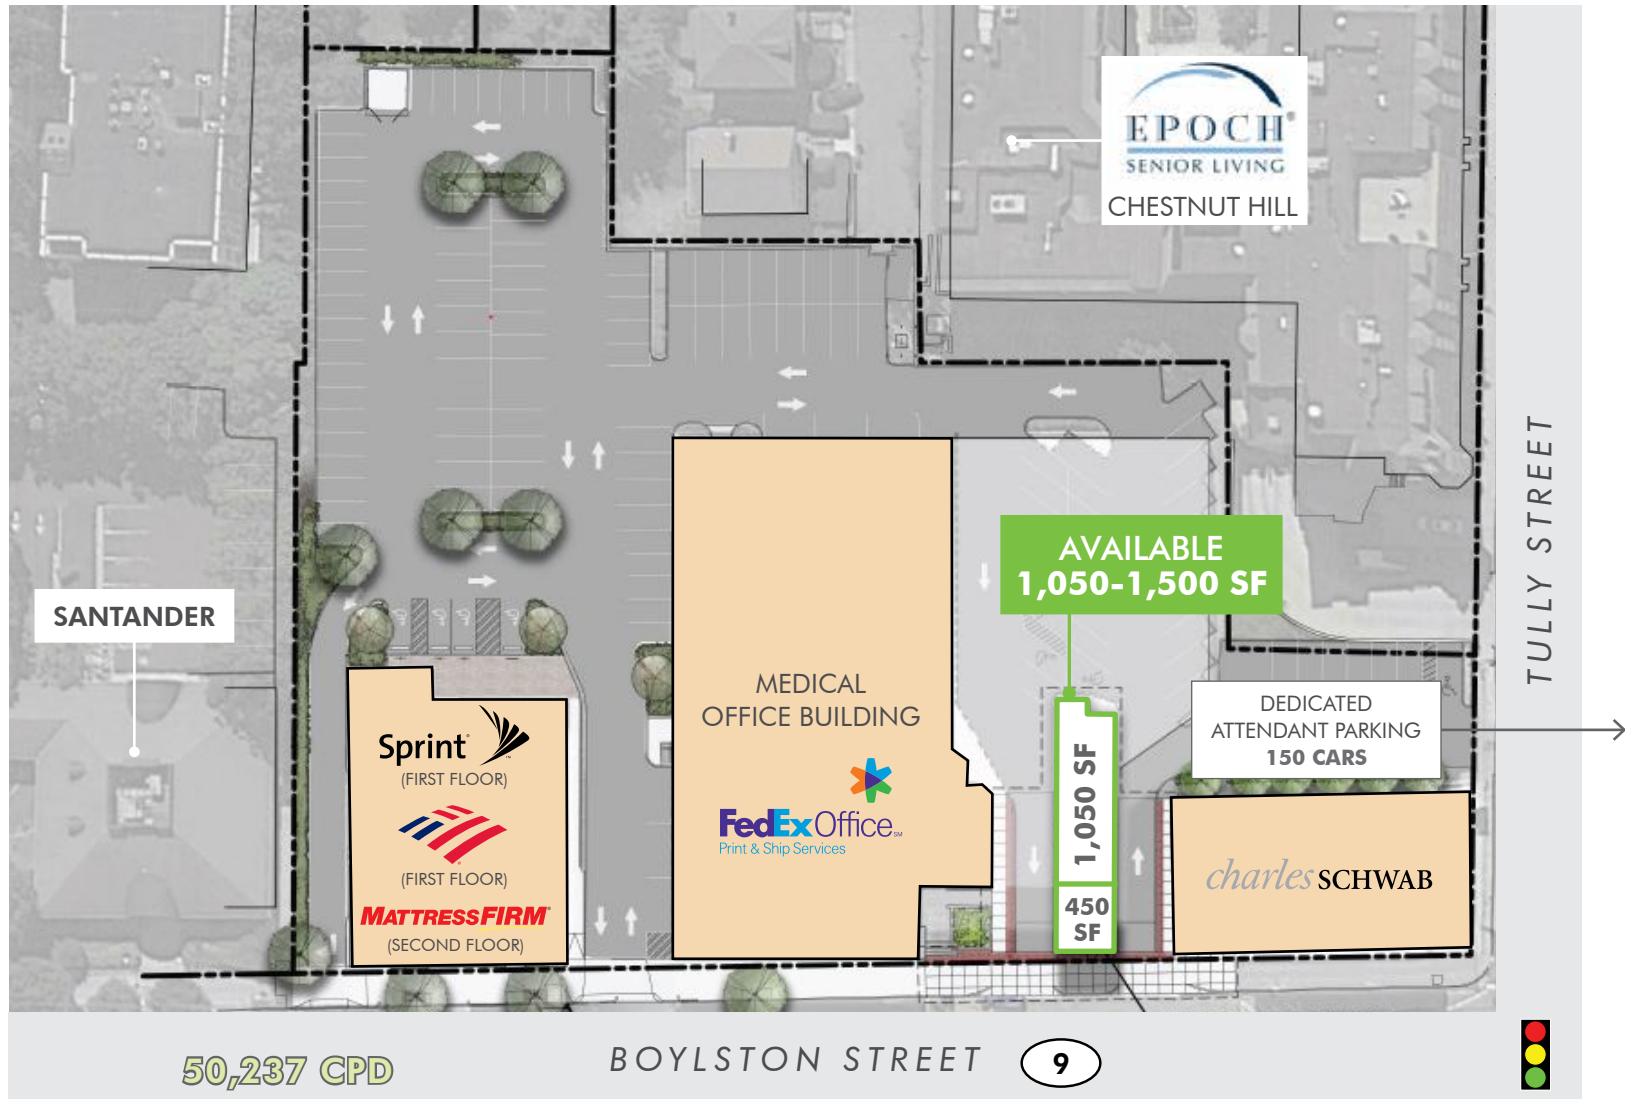 EPOCH®
SENIOR LIVING
CHESTNUT HILL
TULLY STREET
AVAILABLE
1,050-1,500 SF
SANTANDER
MEDICAL
OFFICE BUILDING
FedEx Office SM
Print & Ship Services
Sprint
(FIRST FLOOR)
(FIRST FLOOR)
MATTRESSFIRM®
(SECOND FLOOR)
1,050 SF
450
SF
DEDICATED
ATTENDANT PARKING
150 CARS
charles SCHWAB
50,237 CPD
BOYLSTON STREET
9